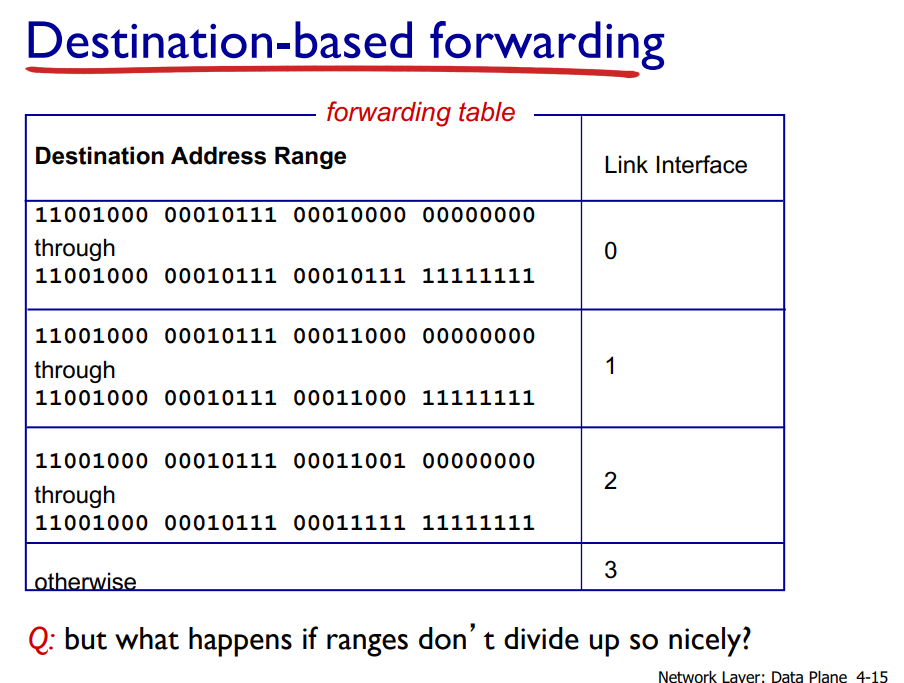 Destination-based forwarding
forwarding table
Destination Address Range
Link Interface
11001000 00010111 00010000 00000000
through
11001000 00010111 00010111 11111111
0
11001000 00010111 00011000 00000000
through
11001000 00010111 00011000 11111111
1
11001000 00010111 00011001 00000000
through
11001000 00010111 00011111 11111111
2
otherwise
3
Q: but what happens if ranges don’t divide up so nicely?
Network Layer: Data Plane 4-15